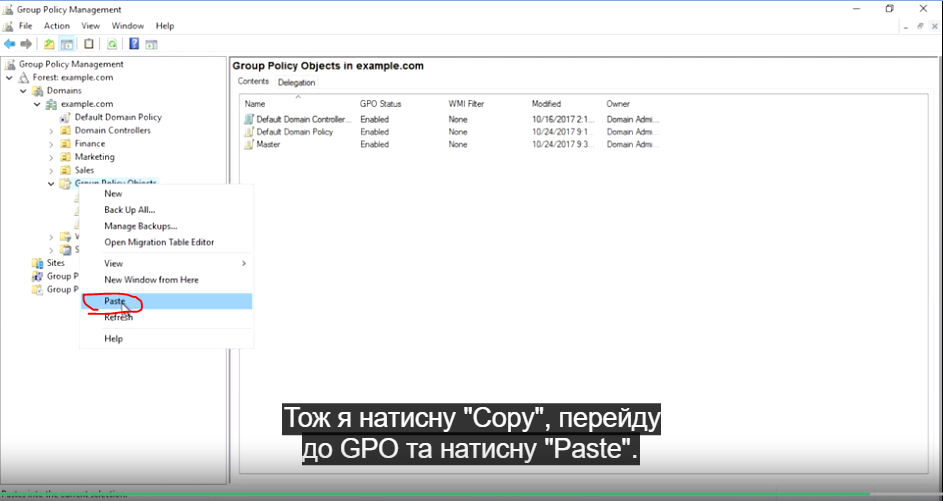 Group Policy Management
File Action View Window Help
Group Policy Management
Forest: example.com
Domains
example.com
Default Domain Policy
Domain Controllers
Finance
Marketing
Sales
Group Policy Objects
Sites
Group P
Group P
New
Back Up All...
Manage Backups...
Open Migration Table Editor
View
New Window from Here
Paste
Refresh
Help
Group Policy Objects in example.com
Contents Delegation
Name GPO Status WMI Filter Modified Owner
Default Domain Controller... Enabled None 10/16/2017 2:1... Domain Admi...
Default Domain Policy Enabled None 10/24/2017 9:1... Domain Admi...
Master Enabled None 10/24/2017 9:3... Domain Admi...
Тож я натисну "Copy", перейду
до GPO та натисну "Paste".